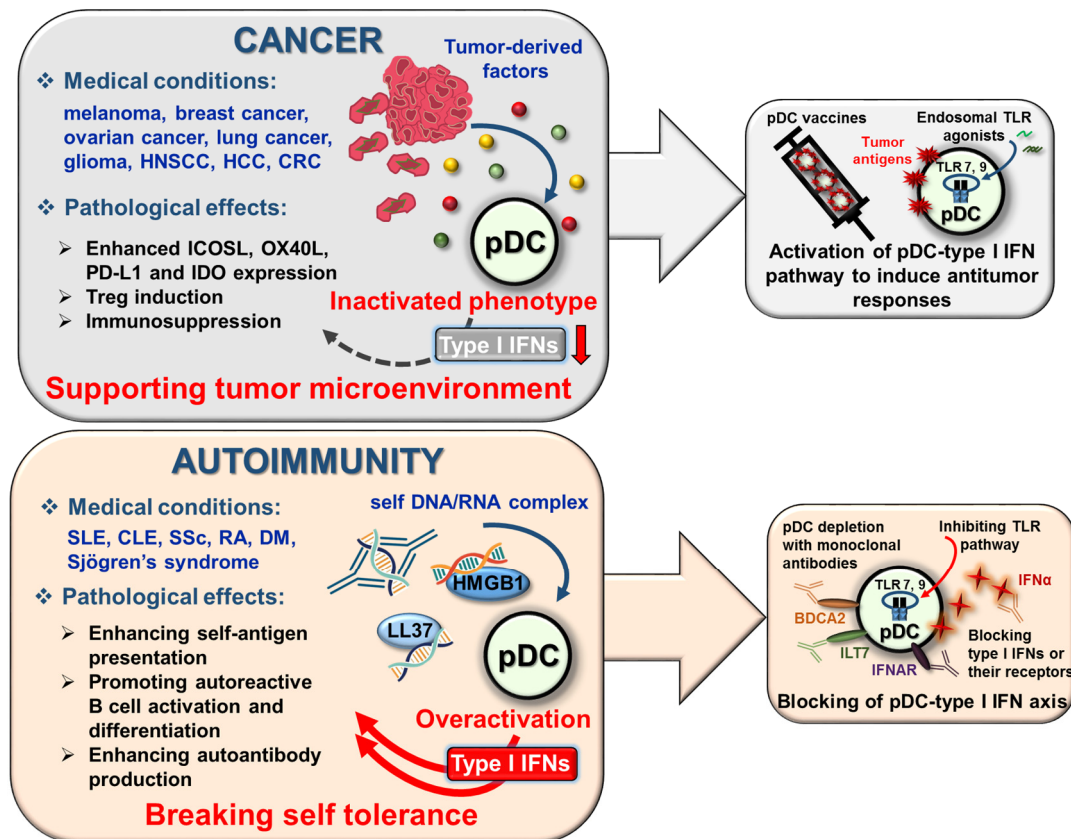 CANCER
❖ Medical conditions:
melanoma, breast cancer,
ovarian cancer, lung cancer,
glioma, HNSCC, HCC, CRC
❖ Pathological effects:
➢ Enhanced ICOSL, OX40L,
PD-L1 and IDO expression
➢ Treg induction
➢ Immunosuppression
Tumor-derived
factors
pDC
Inactivated phenotype
Type I IFNs
Supporting tumor microenvironment
pDC vaccines
Endosomal TLR
agonists
Tumor
antigens
TLR 7, 9
pDC
Activation of pDC-type I IFN
pathway to induce antitumor
responses
AUTOIMMUNITY
❖ Medical conditions:
SLE, CLE, SSc, RA, DM,
Sjögren's syndrome
❖ Pathological effects:
➢ Enhancing self-antigen
presentation
➢ Promoting autoreactive
B cell activation and
differentiation
➢ Enhancing autoantibody
production
self DNA/RNA complex
HMGB1
LL37
pDC
Overactivation
Type I IFNs
Breaking self tolerance
pDC depletion
with monoclonal
antibodies
Inhibiting TLR
pathway
TLR 7, 9
pDC
IFNα
BDCA2
ILT7
IFNAR
Blocking
type I IFNs or
their receptors
Blocking of pDC-type I IFN axis